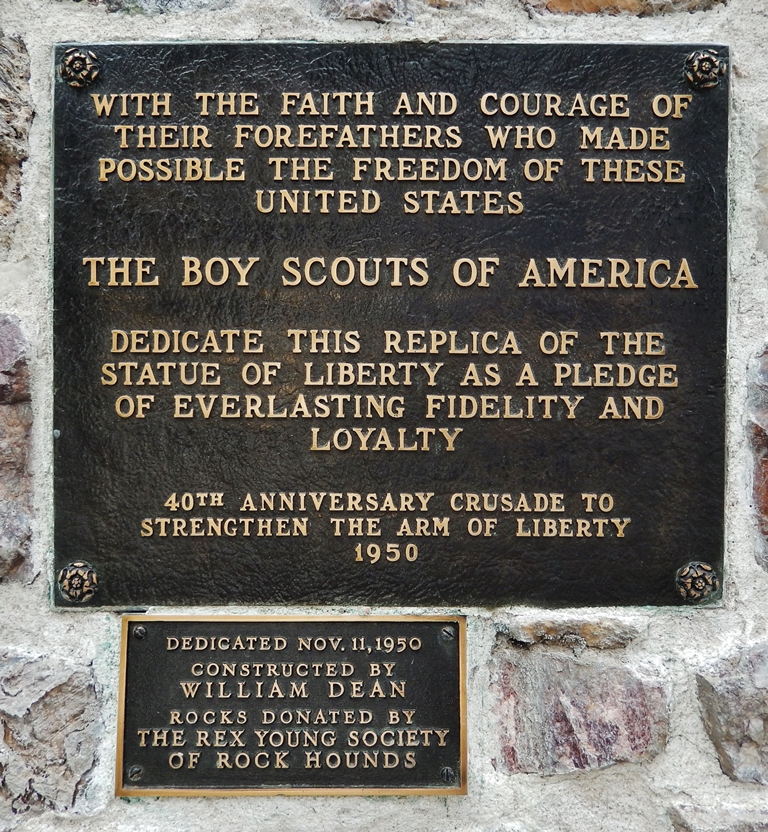 WITH THE FAITH AND COURAGE OF
THEIR FOREFATHERS WHO MADE
POSSIBLE THE FREEDOM OF THESE
UNITED STATES
THE BOY SCOUTS OF AMERICA
DEDICATE THIS REPLICA OF THE
STATUE OF LIBERTY AS A PLEDGE
OF EVERLASTING FIDELITY AND
LOYALTY
40TH ANNIVERSARY CRUSADE TO
STRENGTHEN THE ARM OF LIBERTY
1950
DEDICATED NOV. 11, 1950
CONSTRUCTED BY
WILLIAM DEAN
ROCKS DONATED BY
THE REX YOUNG SOCIETY
OF ROCK HOUNDS